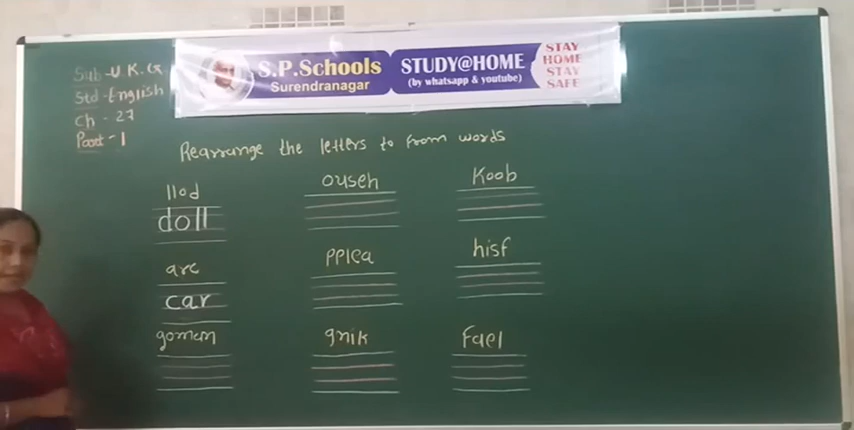 S.P.Schools
Surendranagar
STUDY@HOME
(by whatsapp & youtube)
STAY
HOME
STAY
SAFE
Sub - U K.G
Std - English
Ch - 27
Part - 1
Rearrange the letters to from words
llod
ouseh
Koob
doll
arc
pplea
hisf
car
gnik
Fael